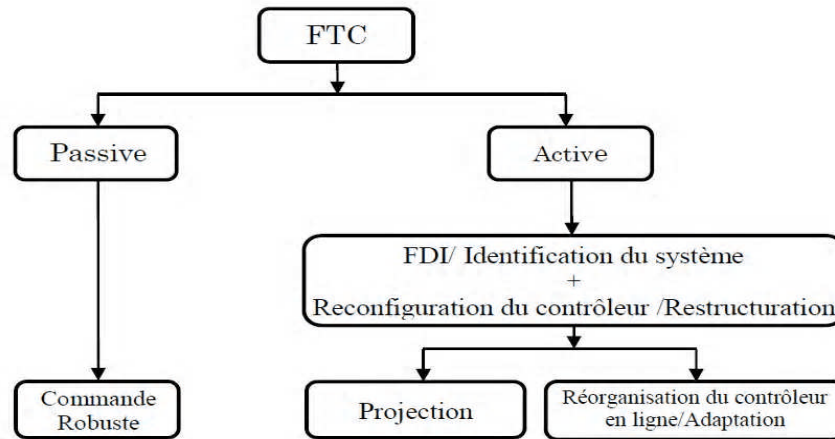 FTC
Passive
Active
FDI/ Identification du système
+
Reconfiguration du contrôleur /Restructuration
Commande
Robuste
Projection
Réorganisation du contrôleur
en ligne/Adaptation